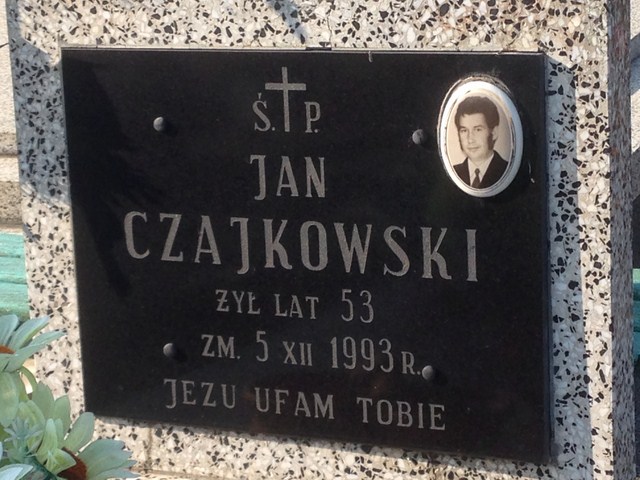 Ś. P.
JAN
CZAJKOWSKI
ŻYŁ LAT 53
ZM. 5 XII 1993 R.
JEZU UFAM TOBIE